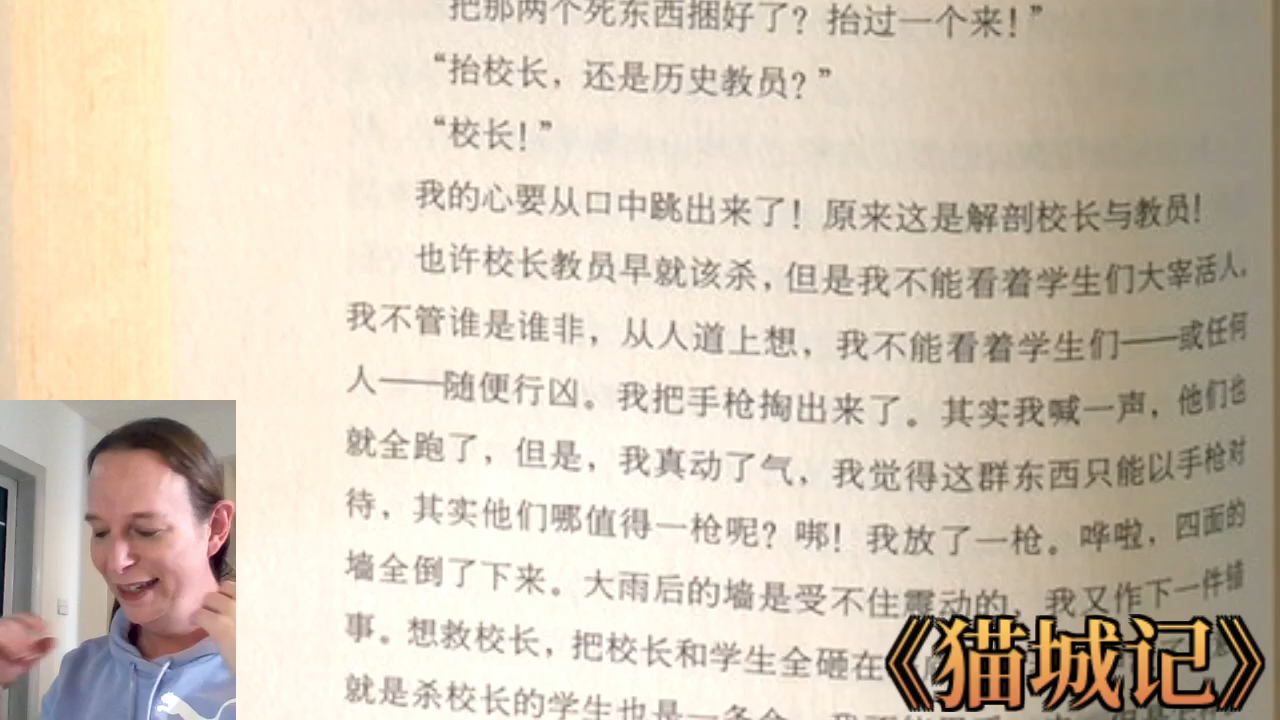 把那两个死东西捆好了？抬过一个来！”
“抬校长，还是历史教员？”
“校长！”
我的心要从口中跳出来了！原来这是解剖校长与教员！
也许校长教员早就该杀，但是我不能看着学生们大宰活人。
我不管谁是谁非，从人道上想，我不能看着学生们——或任何
人——随便行凶。我把手枪掏出来了。其实我喊一声，他们也
就全跑了，但是，我真动了气，我觉得这群东西只能以手枪对
待，其实他们哪值得一枪呢？嘣！我放了一枪。哗啦，四面的
墙全倒了下来。大雨后的墙是受不住震动的，我又作下一件错
事。想救校长，把校长和学生全砸在
就是杀校长的学生也是一条命
《猫城记》